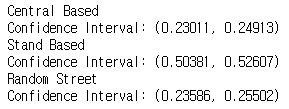 Central Based
Confidence Interval: (0.23011, 0.24913)
Stand Based
Confidence Interval: (0.50381, 0.52607)
Random Street
Confidence Interval: (0.23586, 0.25502)